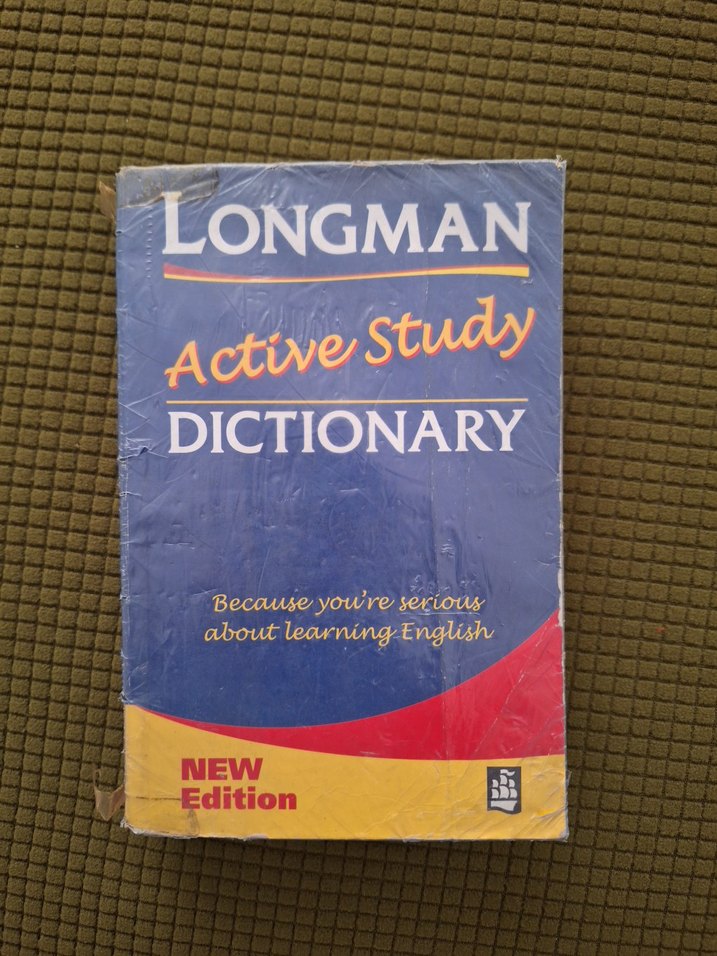 LONGMAN
Active Study
DICTIONARY
Because you're serious
about learning English
NEW
Edition